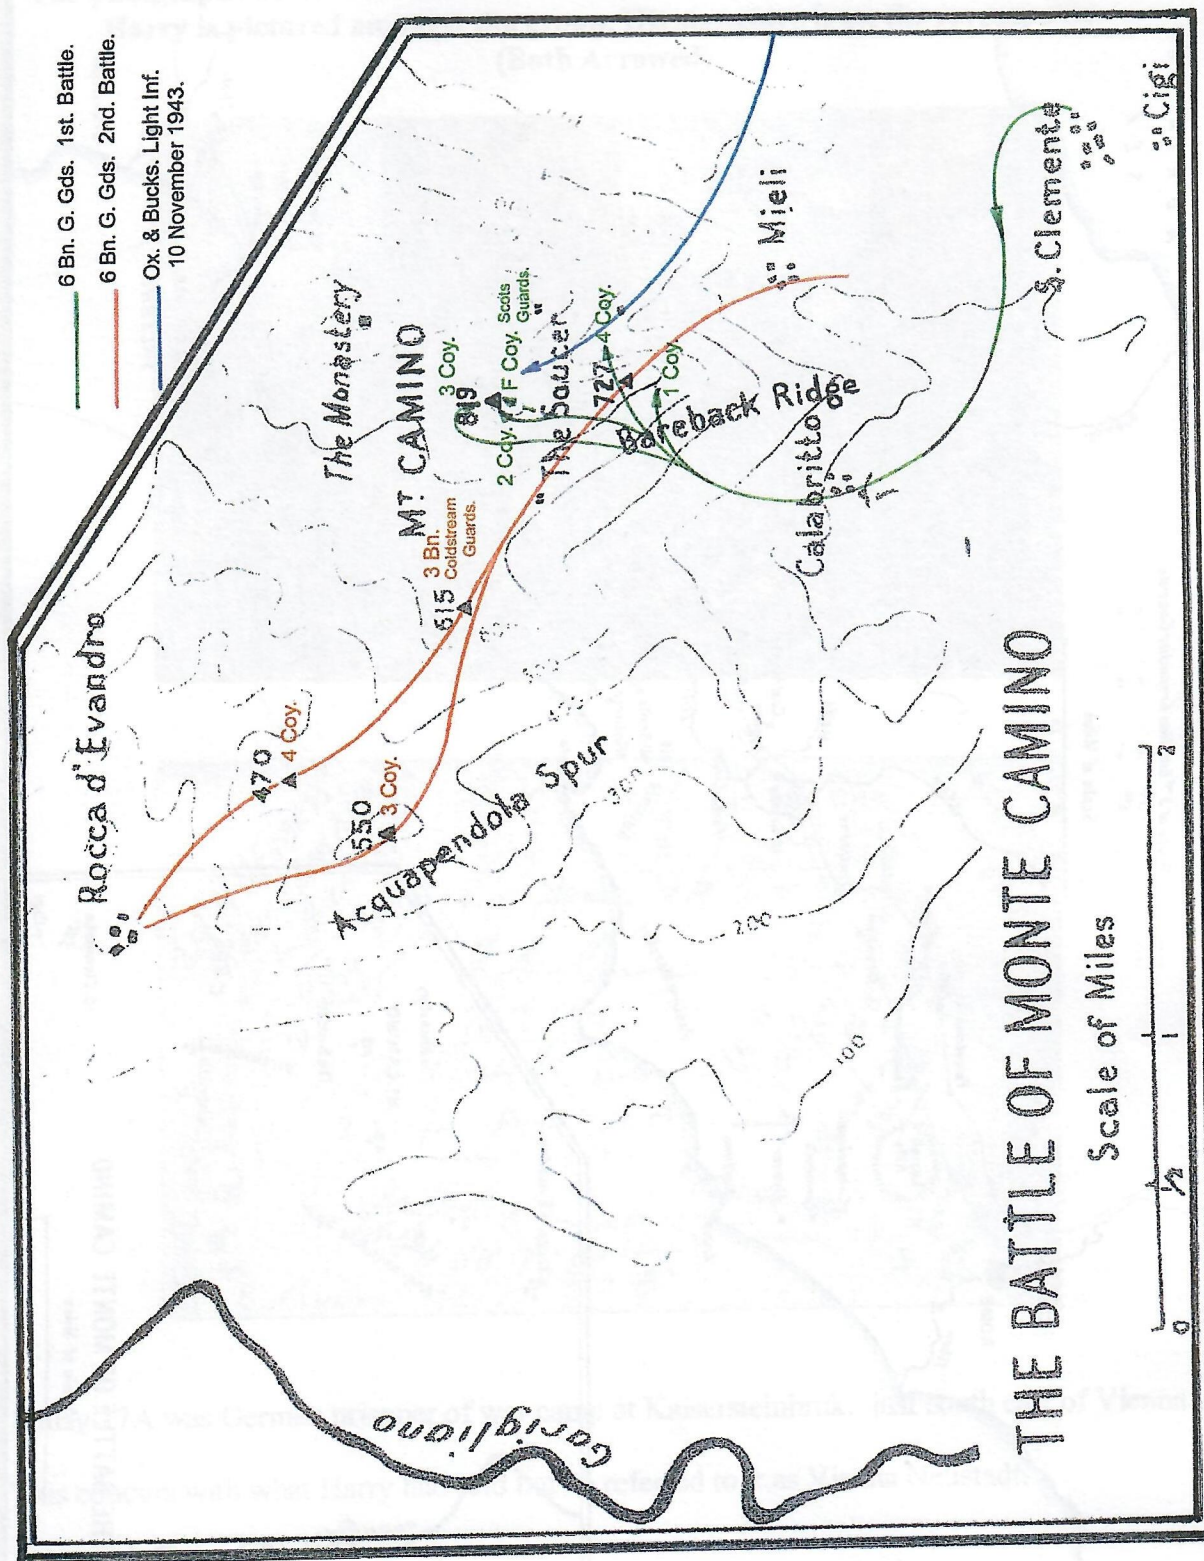 6 Bn. G. Gds. 1st. Battle.
6 Bn. G. Gds. 2nd. Battle.
Ox. & Bucks. Light Inf.
10 November 1943.
Rocca d'Evandro
The Monastery
MT CAMINO
470
4 Coy.
550
3 Coy.
615
3 Bn.
Coldstream
Guards.
819
3 Coy.
2 Coy.
F Coy.
Scots
Guards.
The Saucer
727
4 Coy.
1 Coy
Bareback Ridge
Mieli
Calabritto
S. Clemente
Cigi
Acquapendola Spur
300
200
100
Garigliano
THE BATTLE OF MONTE CAMINO
Scale of Miles
0
½
1
2